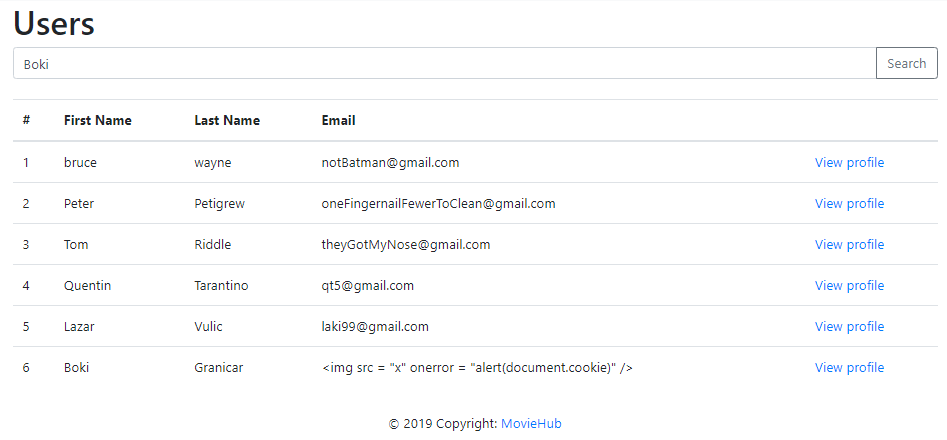 Users
Boki Search
# First Name Last Name Email
1 bruce wayne notBatman@gmail.com View profile
2 Peter Petigrew oneFingernailFewerToClean@gmail.com View profile
3 Tom Riddle theyGotMyNose@gmail.com View profile
4 Quentin Tarantino qt5@gmail.com View profile
5 Lazar Vulic laki99@gmail.com View profile
6 Boki Granicar <img src = "x" onerror = "alert(document.cookie)" /> View profile
© 2019 Copyright: MovieHub